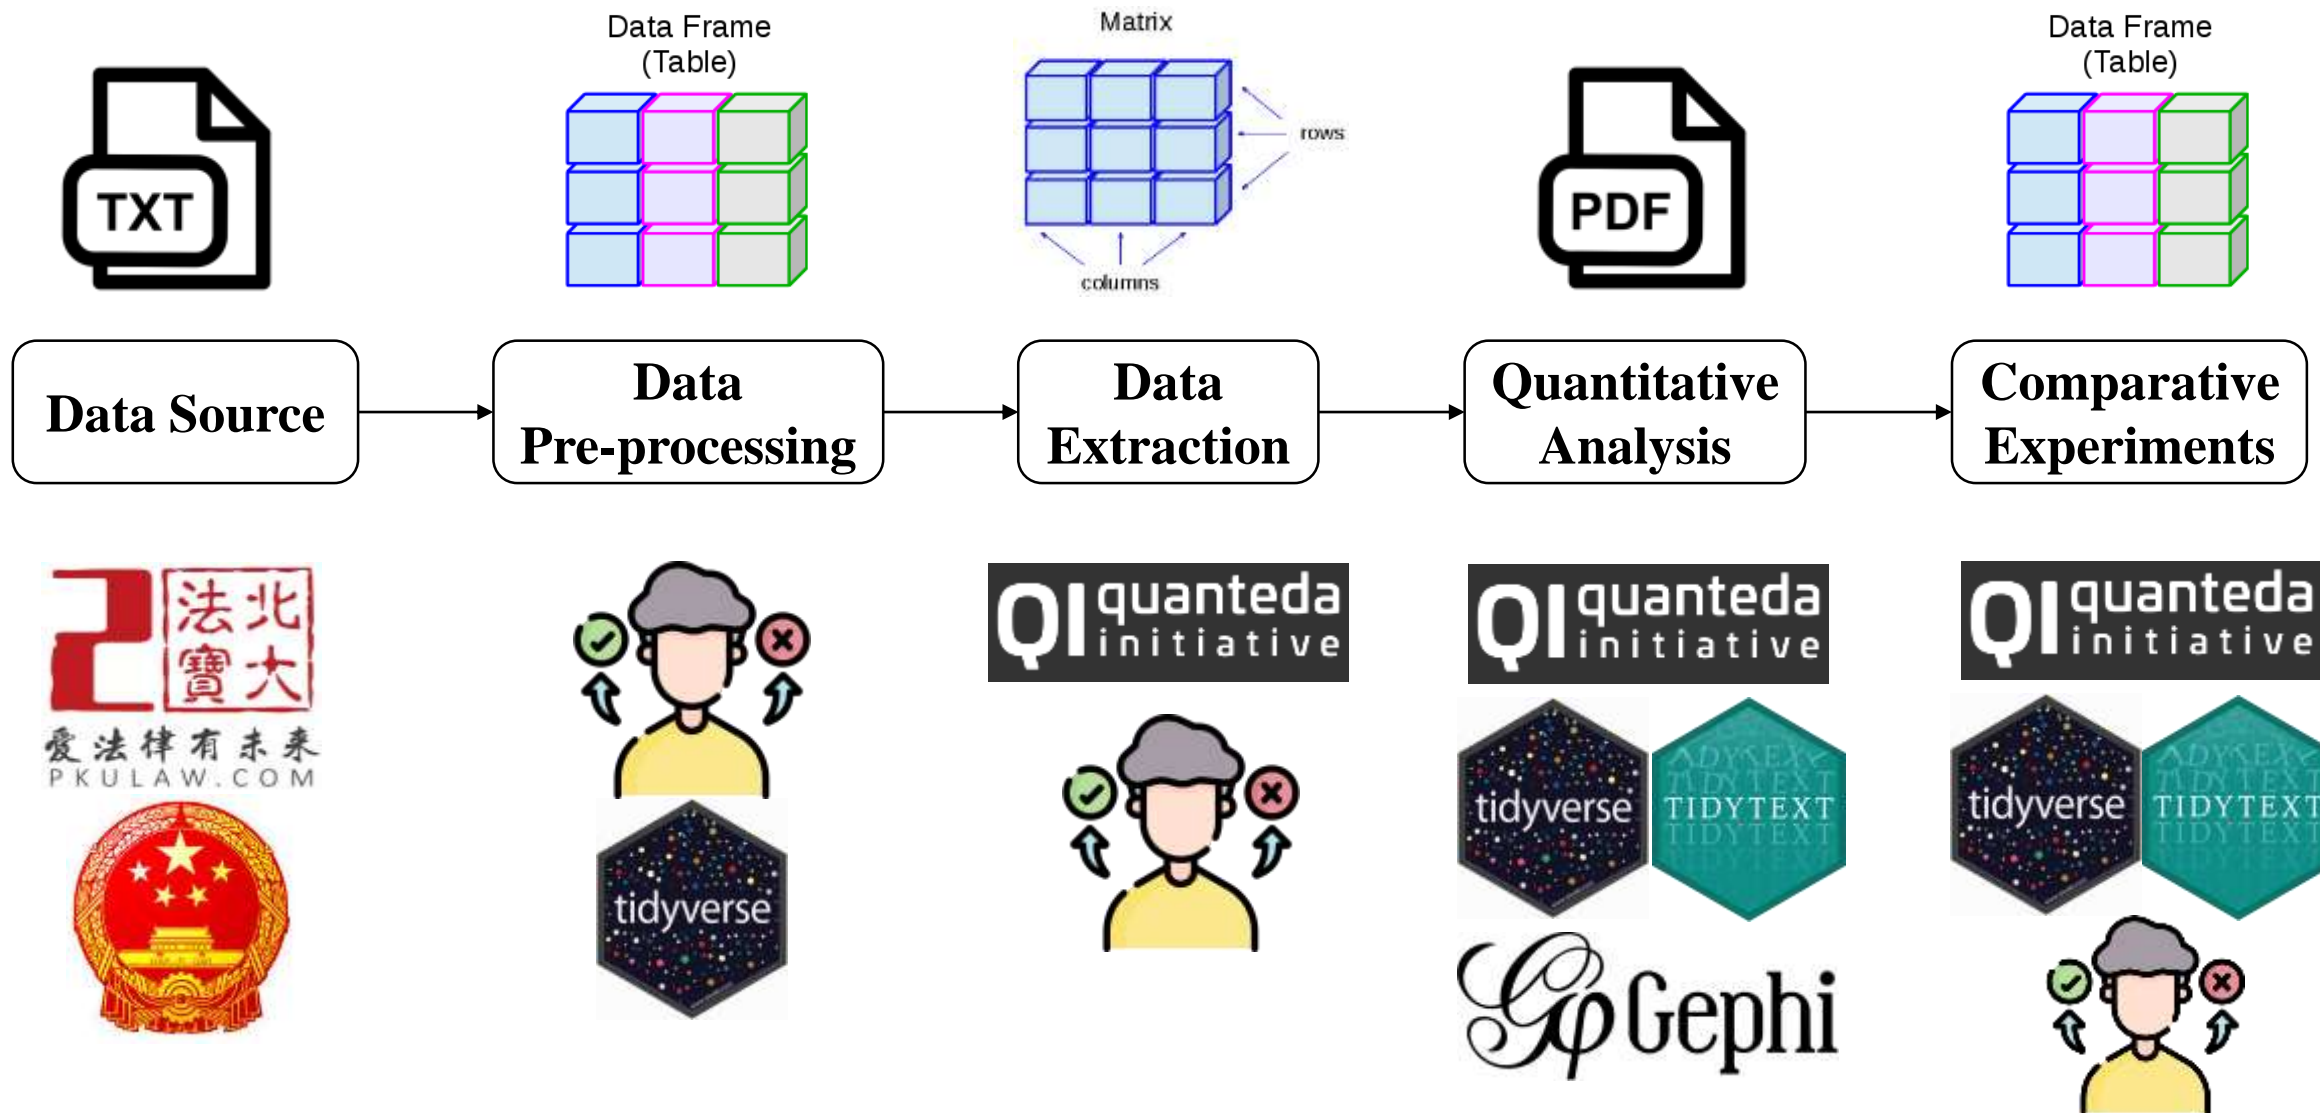 Data Frame
(Table)
Matrix
Data Frame
(Table)
TXT
rows
columns
PDF
Data Source
Data
Pre-processing
Data
Extraction
Quantitative
Analysis
Comparative
Experiments
法北
寶大
爱法律有未来
PKULAW.COM
tidyverse
QI quanteda
initiative
QI quanteda
initiative
tidyverse
TIDYTEXT
Gephi
QI quanteda
initiative
tidyverse
TIDYTEXT